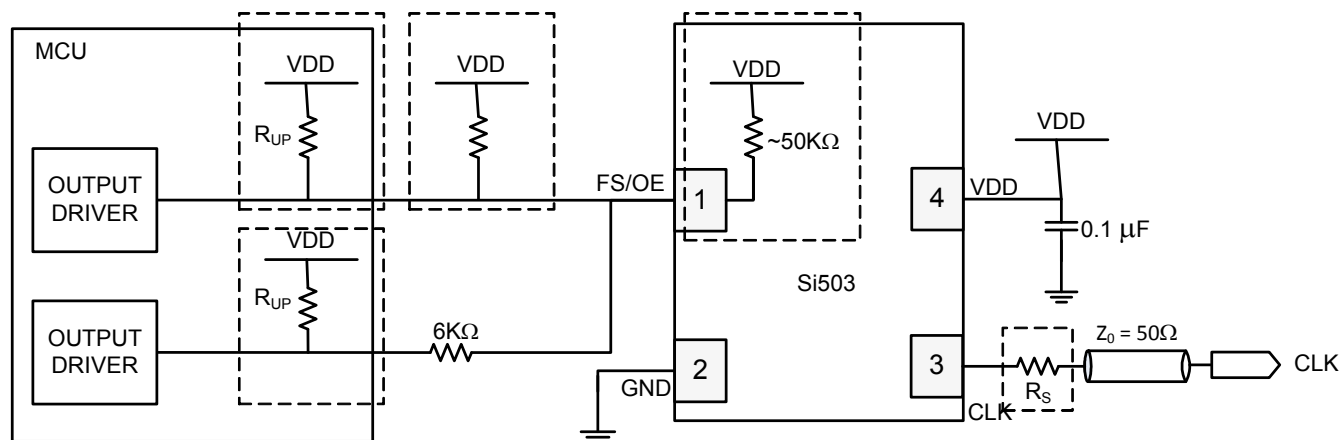 MCU
VDD
R_UP
OUTPUT
DRIVER
VDD
R_UP
OUTPUT
DRIVER
VDD
6KΩ
FS/OE
1
VDD
~50KΩ
GND
2
Si503
4
VDD
VDD
0.1 μF
3
CLK
R_S
Z₀ = 50Ω
CLK